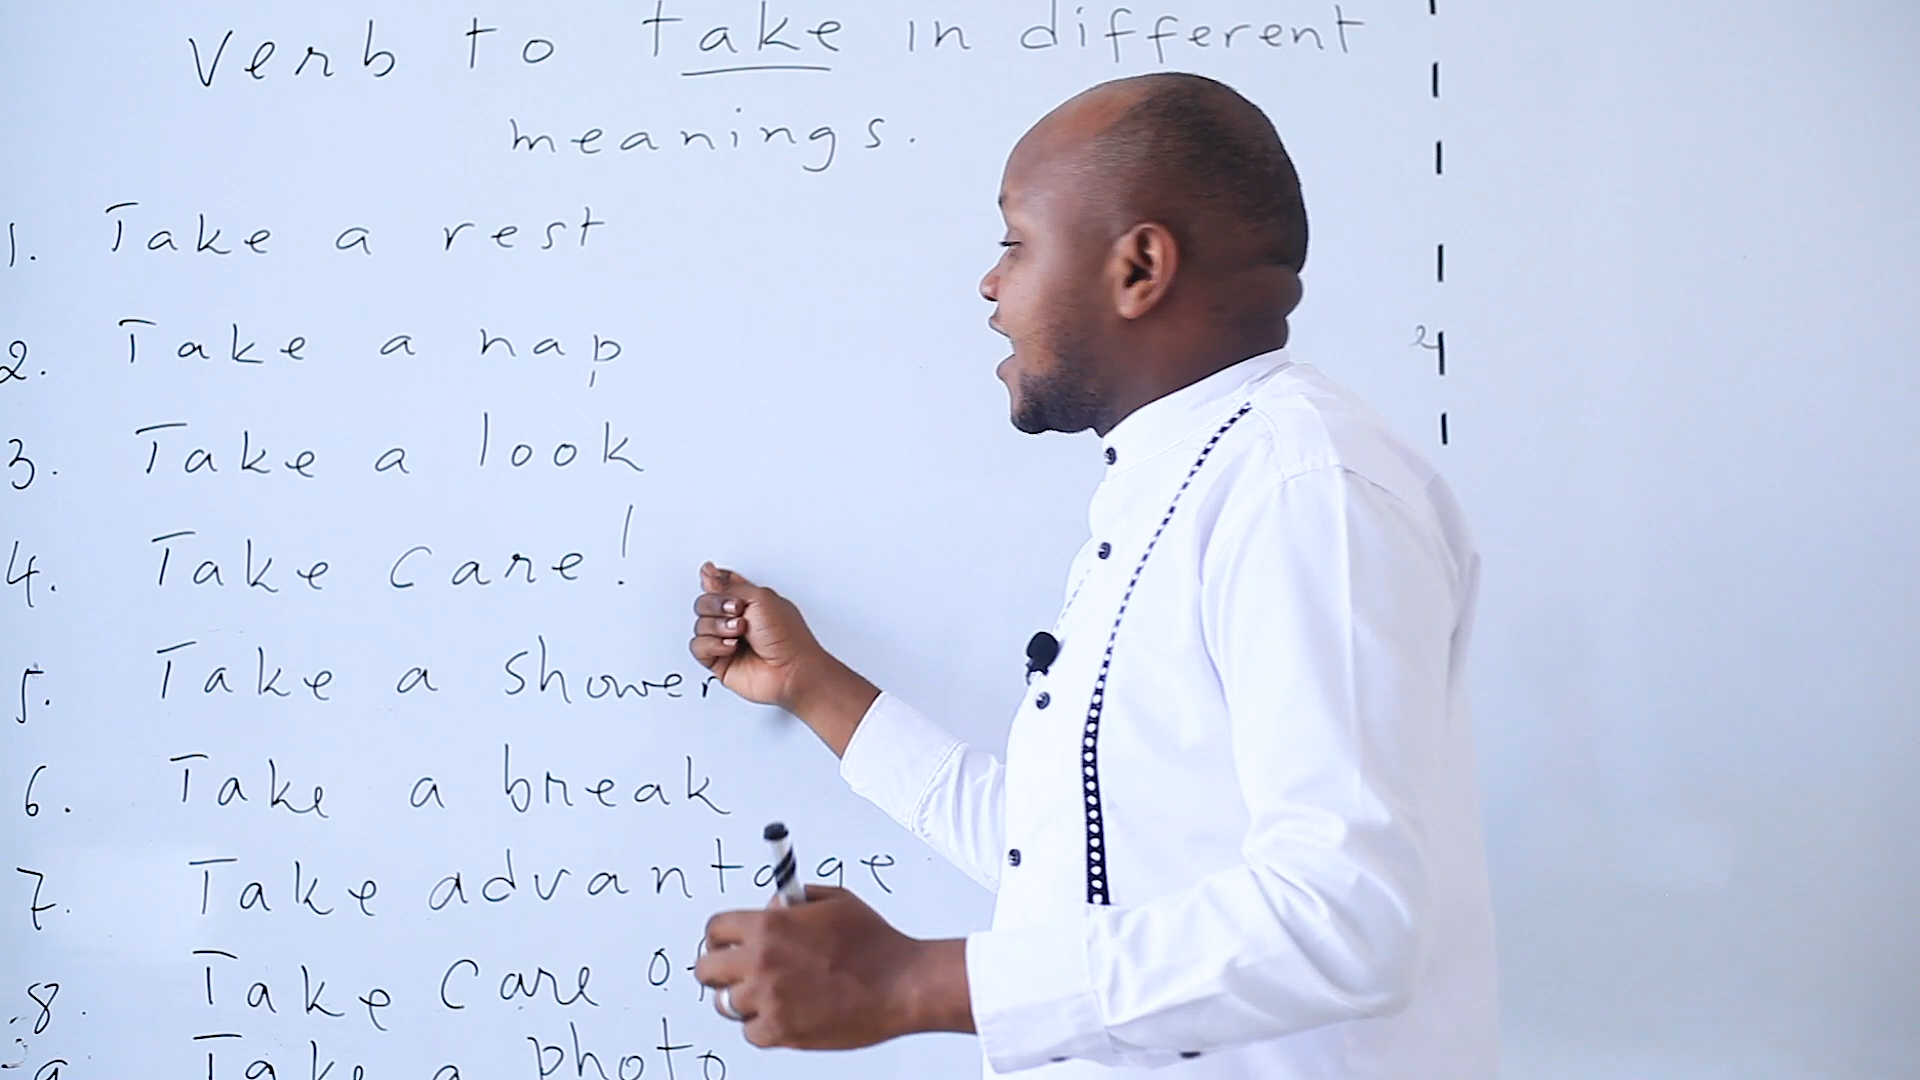 Verb to take in different
meanings.
1. Take a rest
2. Take a nap
3. Take a look
4. Take care!
5. Take a shower
6. Take a break
7. Take advantage
8. Take care of
9 Take a photo